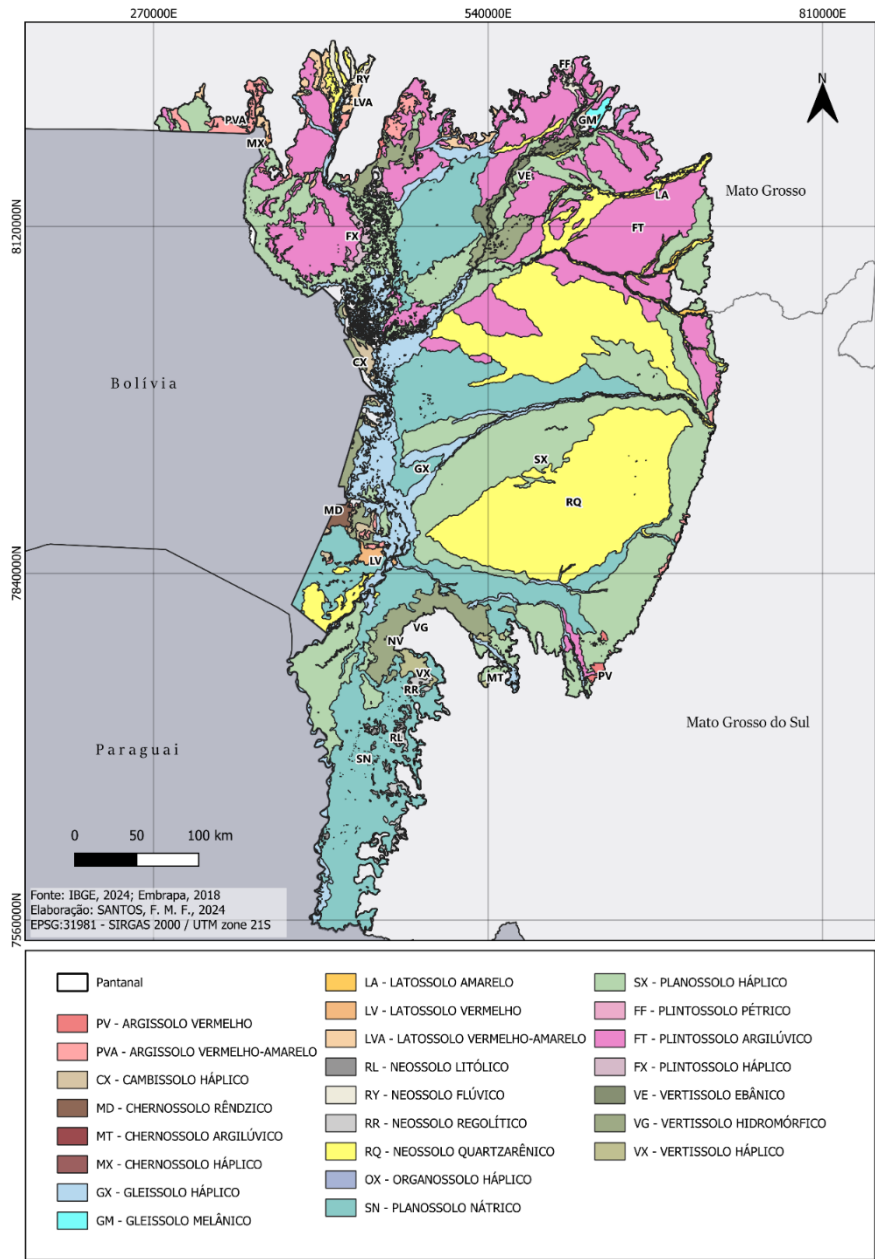 270000E 540000E 810000E
FF
RY
LVA
N
PVA
GM
MX
VE
Mato Grosso
LA
8120000N
FX
FT
CX
Bolívia
SX
GX
RQ
MD
LV
7840000N
VG
NV
VX
MT
PV
RR
Mato Grosso do Sul
RL
Paraguai
SN
0 50 100 km
Fonte: IBGE, 2024; Embrapa, 2018
Elaboração: SANTOS, F. M. F., 2024
EPSG:31981 - SIRGAS 2000 / UTM zone 21S
7560000N
Pantanal
PV - ARGISSOLO VERMELHO
PVA - ARGISSOLO VERMELHO-AMARELO
CX - CAMBISSOLO HÁPLICO
MD - CHERNOSSOLO RÊNDZICO
MT - CHERNOSSOLO ARGILÚVICO
MX - CHERNOSSOLO HÁPLICO
GX - GLEISSOLO HÁPLICO
GM - GLEISSOLO MELÂNICO
LA - LATOSSOLO AMARELO
LV - LATOSSOLO VERMELHO
LVA - LATOSSOLO VERMELHO-AMARELO
RL - NEOSSOLO LITÓLICO
RY - NEOSSOLO FLÚVICO
RR - NEOSSOLO REGOLÍTICO
RQ - NEOSSOLO QUARTZARÊNICO
OX - ORGANOSSOLO HÁPLICO
SN - PLANOSSOLO NÁTRICO
SX - PLANOSSOLO HÁPLICO
FF - PLINTOSSOLO PÉTRICO
FT - PLINTOSSOLO ARGILÚVICO
FX - PLINTOSSOLO HÁPLICO
VE - VERTISSOLO EBÂNICO
VG - VERTISSOLO HIDROMÓRFICO
VX - VERTISSOLO HÁPLICO